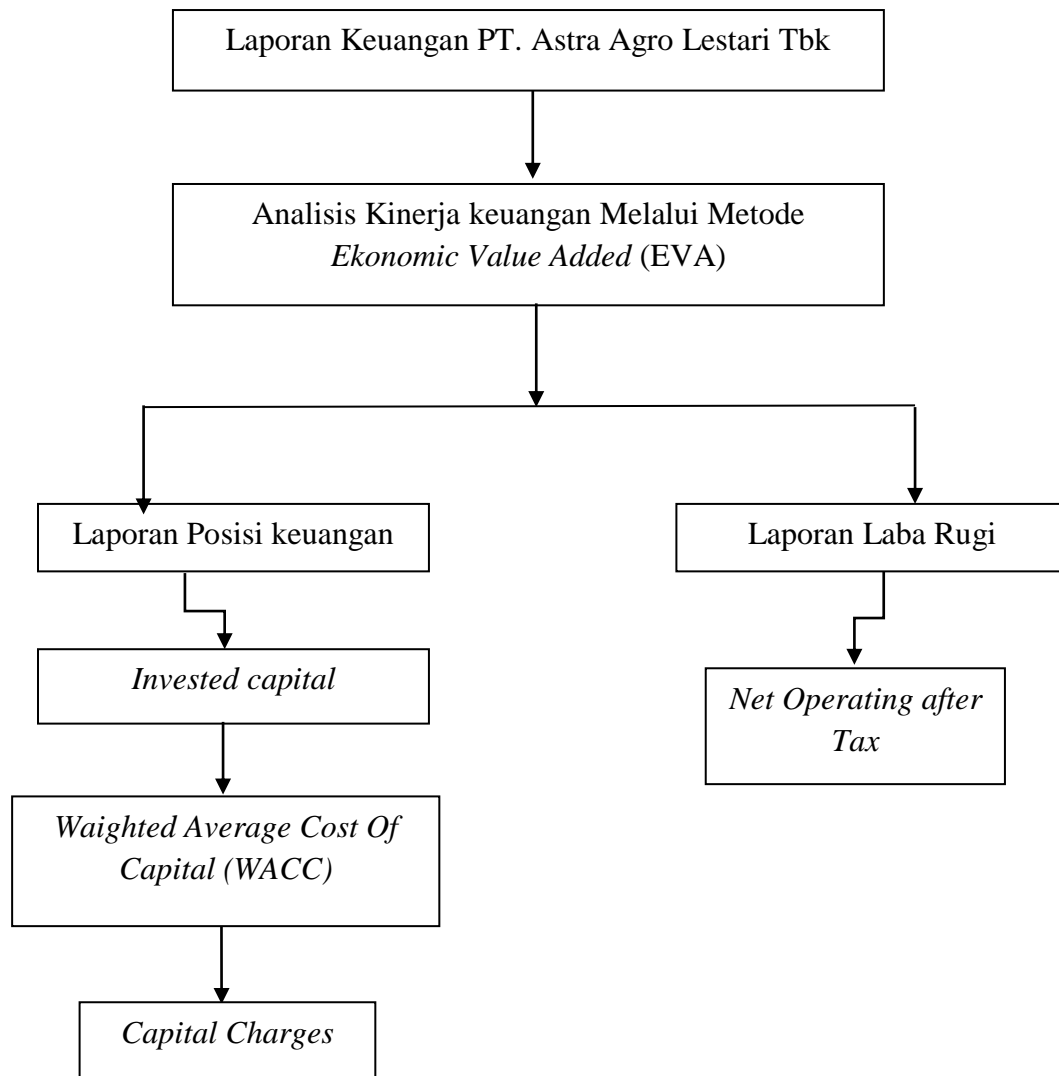 Laporan Keuangan PT. Astra Agro Lestari Tbk
Analisis Kinerja keuangan Melalui Metode
Ekonomic Value Added (EVA)
Laporan Posisi keuangan
Laporan Laba Rugi
Invested capital
Net Operating after
Tax
Waighted Average Cost Of
Capital (WACC)
Capital Charges